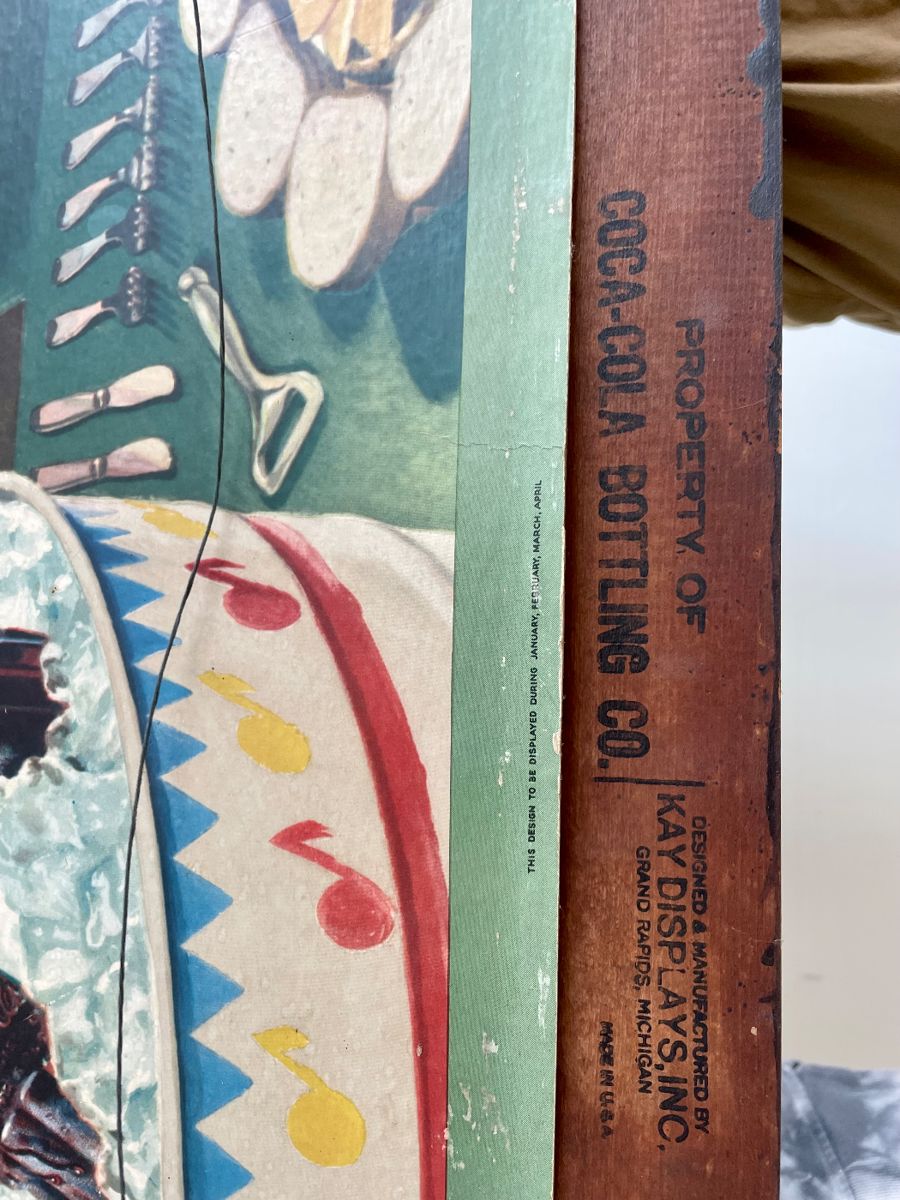 THIS DESIGN TO BE DISPLAYED DURING JANUARY, FEBRUARY, MARCH, APRIL
PROPERTY OF
COCA-COLA BOTTLING CO.
DESIGNED & MANUFACTURED BY
KAY DISPLAYS, INC.
GRAND RAPIDS, MICHIGAN
MADE IN U.S.A.